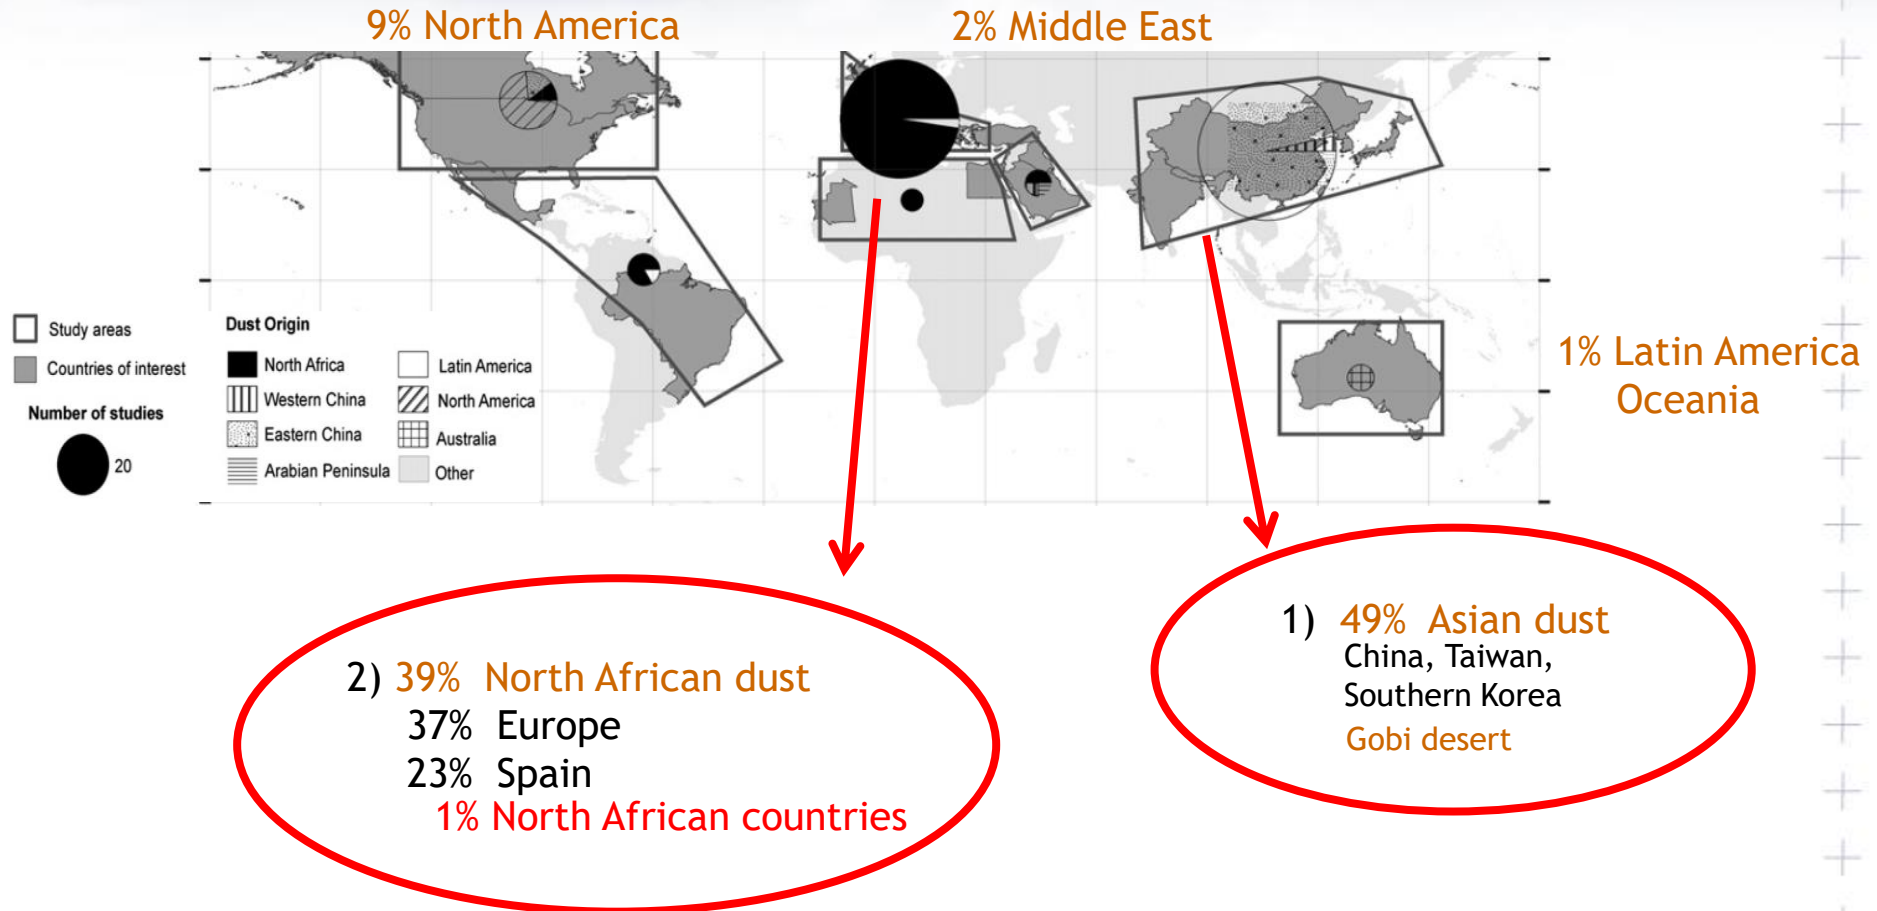 9% North America
2% Middle East
1% Latin America
Oceania
Study areas
Countries of interest
Number of studies
20
Dust Origin
North Africa
Latin America
Western China
North America
Eastern China
Australia
Arabian Peninsula
Other
2) 39% North African dust
37% Europe
23% Spain
1% North African countries
1) 49% Asian dust
China, Taiwan,
Southern Korea
Gobi desert